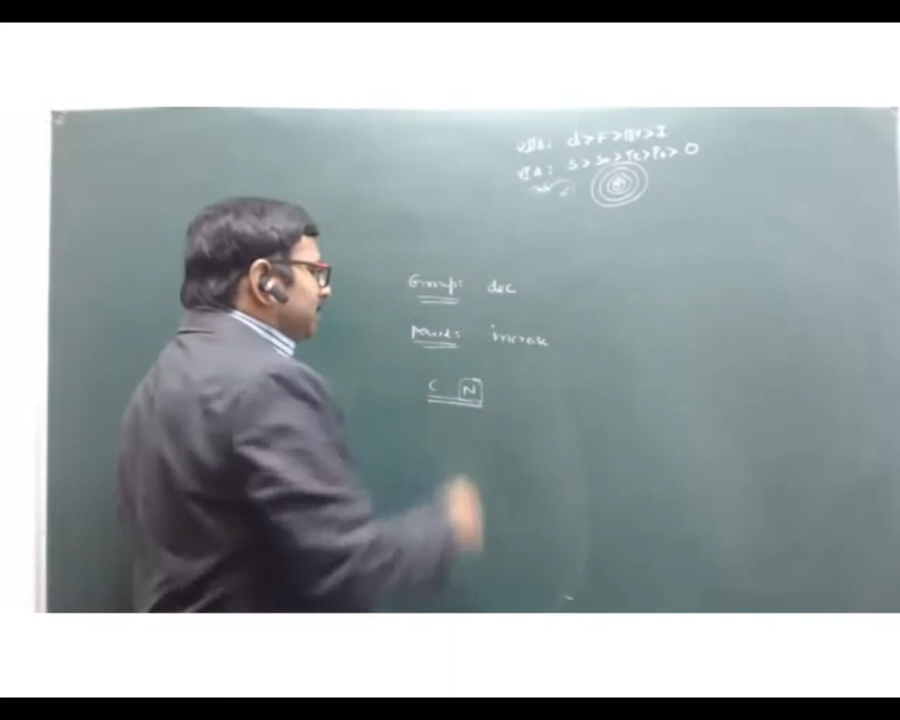 VIIA: Cl > F > Br > I
VIA: S > Se > Te > Po > O
Group: dec
Period: increase
C N